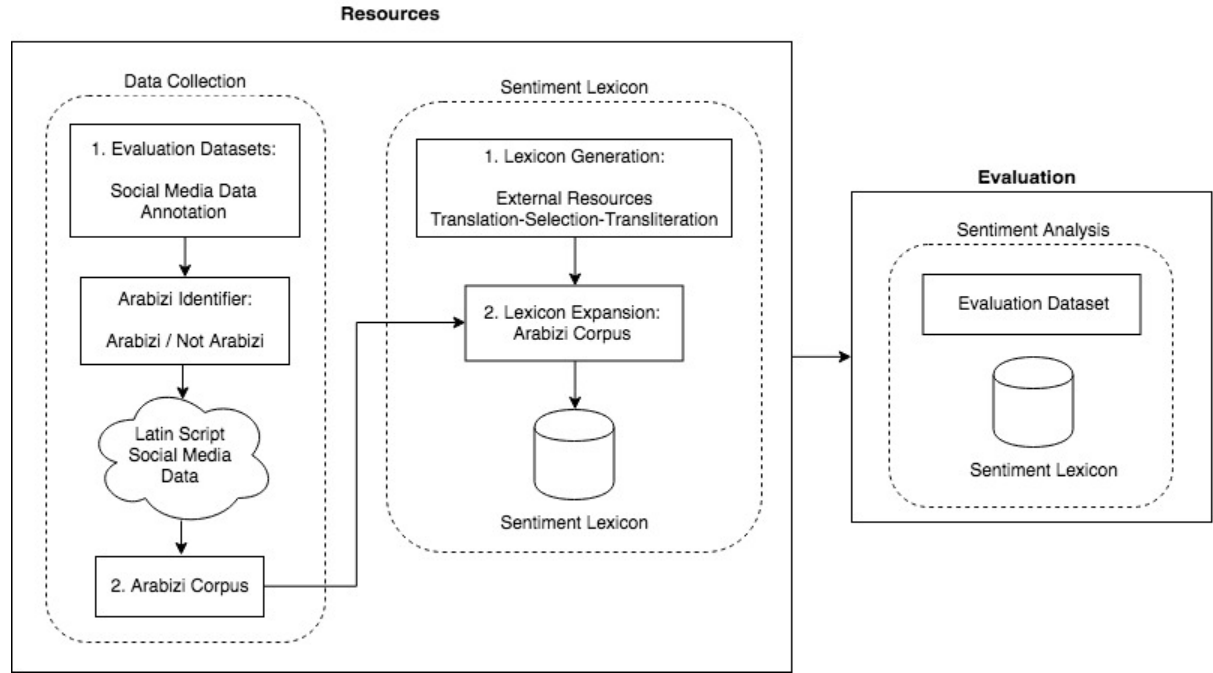 Resources
Data Collection
1. Evaluation Datasets:
Social Media Data
Annotation
Arabizi Identifier:
Arabizi / Not Arabizi
Latin Script
Social Media
Data
2. Arabizi Corpus
Sentiment Lexicon
1. Lexicon Generation:
External Resources
Translation-Selection-Transliteration
2. Lexicon Expansion:
Arabizi Corpus
Sentiment Lexicon
Evaluation
Sentiment Analysis
Evaluation Dataset
Sentiment Lexicon